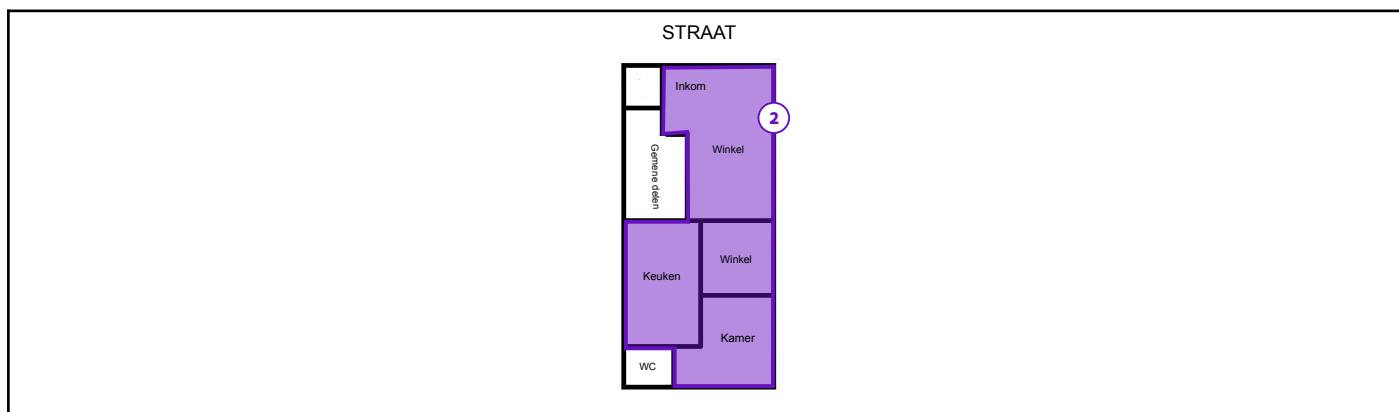 STRAAT
Inkom
2
Winkel
Gemene delen
Winkel
Keuken
Kamer
WC